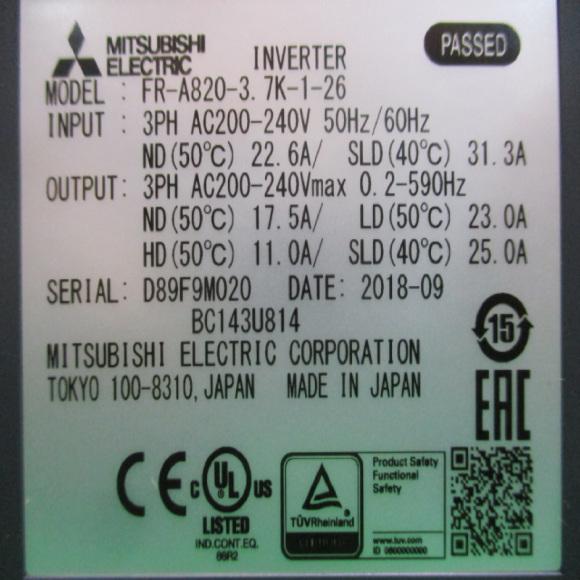 MITSUBISHI
ELECTRIC
INVERTER
PASSED
MODEL : FR-A820-3.7K-1-26
INPUT : 3PH AC200-240V 50Hz/60Hz
ND(50℃) 22.6A/ SLD(40℃) 31.3A
OUTPUT: 3PH AC200-240Vmax 0.2-590Hz
ND(50℃) 17.5A/ LD(50℃) 23.0A
HD(50℃) 11.0A/ SLD(40℃) 25.0A
SERIAL: D89F9M020 DATE: 2018-09
BC143U814
MITSUBISHI ELECTRIC CORPORATION
TOKYO 100-8310, JAPAN MADE IN JAPAN
15
EAC
CE
C UL US
LISTED
IND.CONT.EQ.
TÜVRheinland
Product Safety
Functional
Safety
www.tuv.com